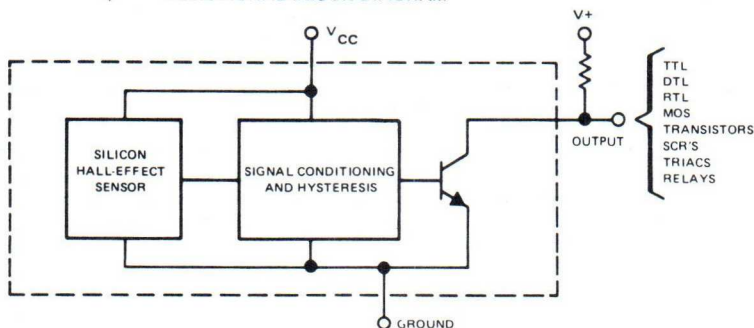 V+
VCC
TTL
DTL
RTL
MOS
TRANSISTORS
SCR'S
TRIACS
RELAYS
OUTPUT
SILICON
HALL-EFFECT
SENSOR
SIGNAL CONDITIONING
AND HYSTERESIS
GROUND